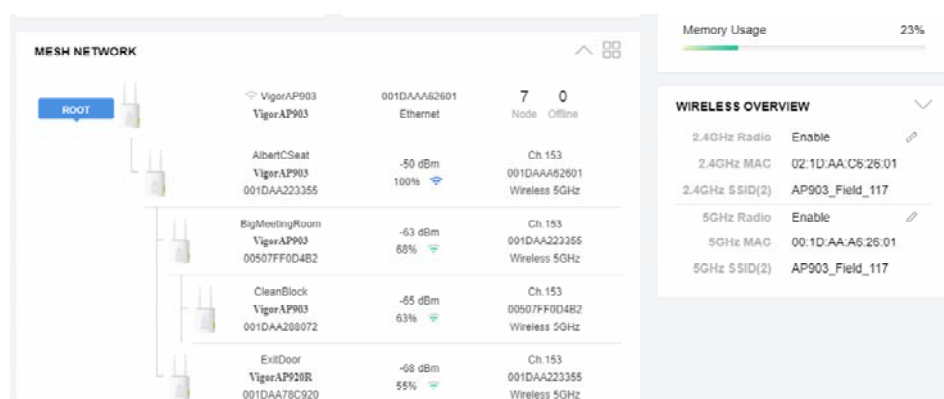 MESH NETWORK
ROOT
VigorAP903
VigorAP903
001DAAA62601
Ethernet
7 0
Node Offline
AlbertCSeat
VigorAP903
001DAA223355
-50 dBm
100%
Ch.153
001DAAA62601
Wireless 5GHz
BigMeetingRoom
VigorAP903
00507FF0D4B2
-63 dBm
68%
Ch.153
001DAA223355
Wireless 5GHz
CleanBlock
VigorAP903
001DAA288072
-65 dBm
63%
Ch.153
00507FF0D4B2
Wireless 5GHz
ExitDoor
VigorAP920R
001DAA78C920
-68 dBm
55%
Ch.153
001DAA223355
Wireless 5GHz
Memory Usage 23%
WIRELESS OVERVIEW
2.4GHz Radio Enable
2.4GHz MAC 02:1D:AA:C6:26:01
2.4GHz SSID(2) AP903_Field_117
5GHz Radio Enable
5GHz MAC 00:1D:AA:A6:26:01
5GHz SSID(2) AP903_Field_117